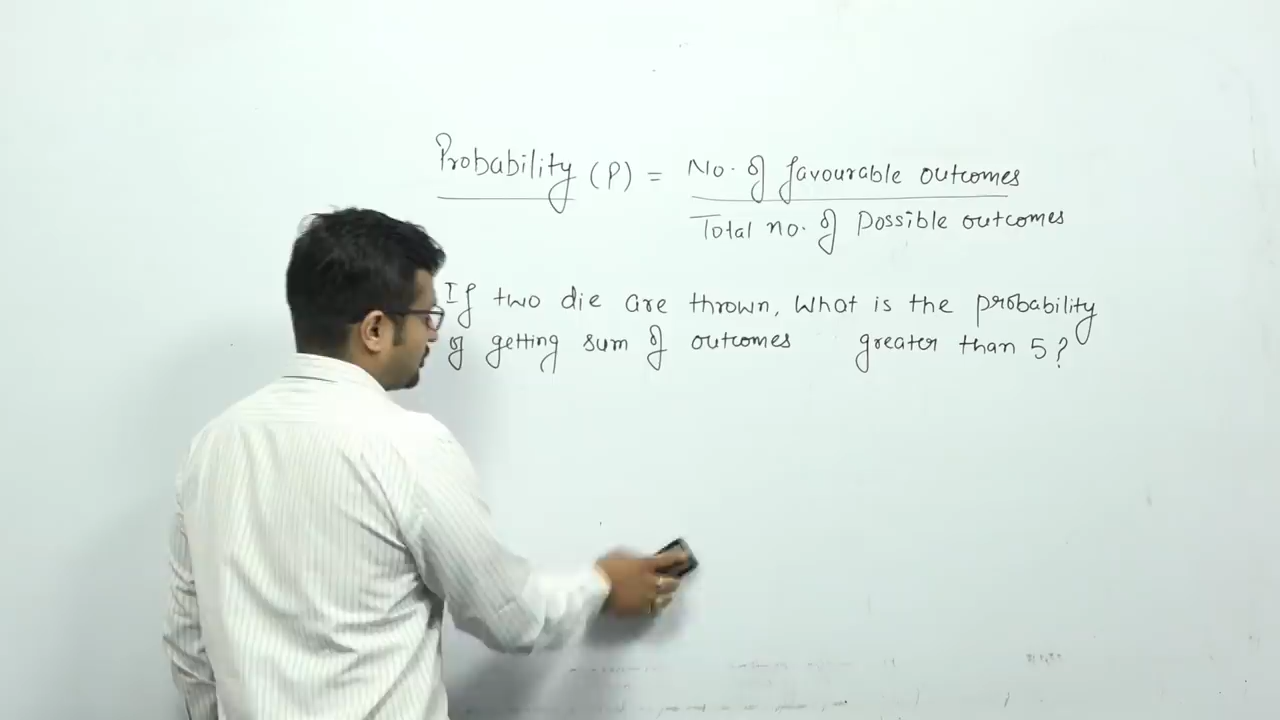 Probability (P) = No. of favourable outcomes
Total no. of possible outcomes
If two die are thrown, What is the probability
of getting sum of outcomes greater than 5?